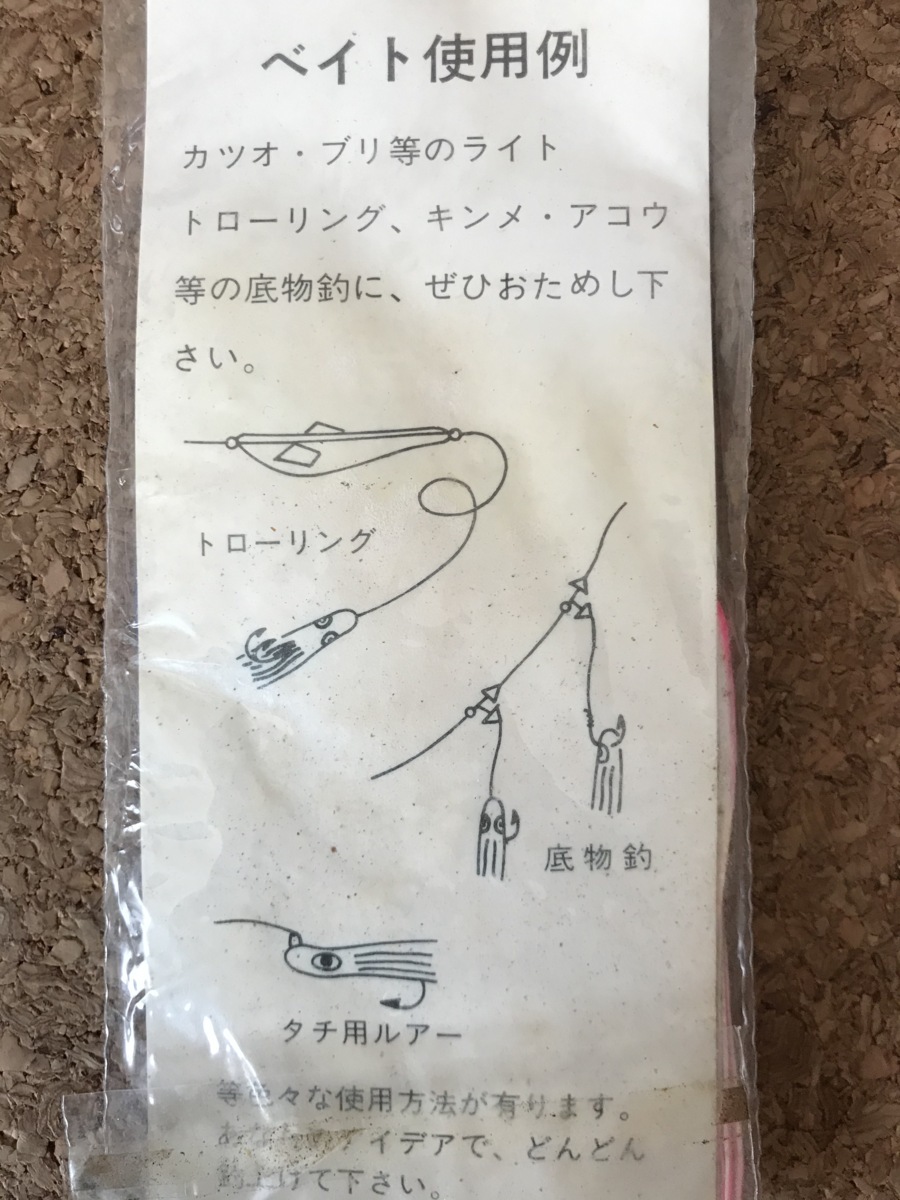 ベイト使用例
カツオ・ブリ等のライト
トローリング、キンメ・アコウ
等の底物釣に、ぜひおためし下
さい。
トローリング
底物釣
タチ用ルアー
等色々な使用方法が有ります。
あなたのアイデアで、どんどん
釣上げて下さい。